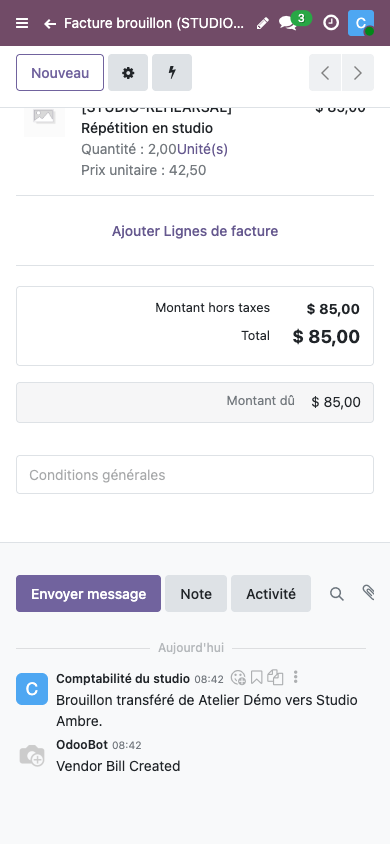 Facture brouillon (STUDIO...
3
C
Nouveau
[STUDIO-REHEARSAL]
$ 85,00
Répétition en studio
Quantité : 2,00Unité(s)
Prix unitaire : 42,50
Ajouter Lignes de facture
Montant hors taxes $ 85,00
Total $ 85,00
Montant dû $ 85,00
Conditions générales
Envoyer message
Note
Activité
Aujourd'hui
C
Comptabilité du studio 08:42
Brouillon transféré de Atelier Démo vers Studio
Ambre.
OdooBot 08:42
Vendor Bill Created